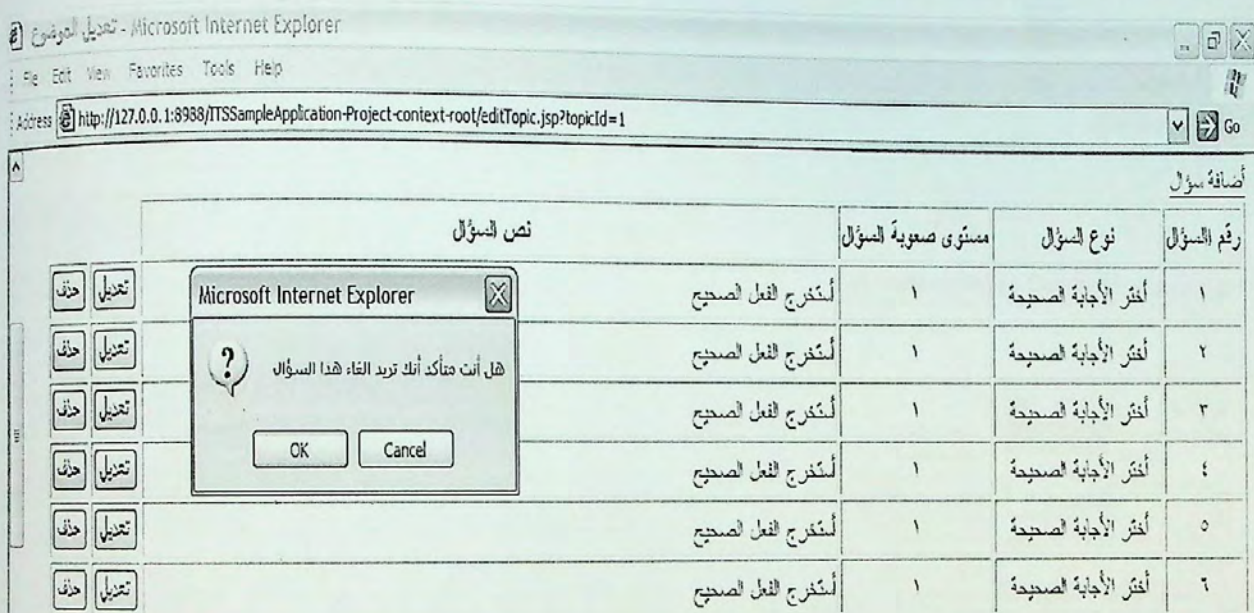 تعديل الموضوع - Microsoft Internet Explorer
File Edit View Favorites Tools Help
Address http://127.0.0.1:8988/ITSSampleApplication-Project-context-root/editTopic.jsp?topicId=1 Go
أضافة سؤال
رقم السؤال نوع السؤال مستوى صعوبة السؤال نص السؤال
١ أختر الأجابة الصحيحة ١ أستخرج الفعل الصحيح تعديل حذف
٢ أختر الأجابة الصحيحة ١ أستخرج الفعل الصحيح تعديل حذف
٣ أختر الأجابة الصحيحة ١ أستخرج الفعل الصحيح تعديل حذف
٤ أختر الأجابة الصحيحة ١ أستخرج الفعل الصحيح تعديل حذف
٥ أختر الأجابة الصحيحة ١ أستخرج الفعل الصحيح تعديل حذف
٦ أختر الأجابة الصحيحة ١ أستخرج الفعل الصحيح تعديل حذف
Microsoft Internet Explorer
هل أنت متأكد أنك تريد الغاء هذا السؤال
OK Cancel